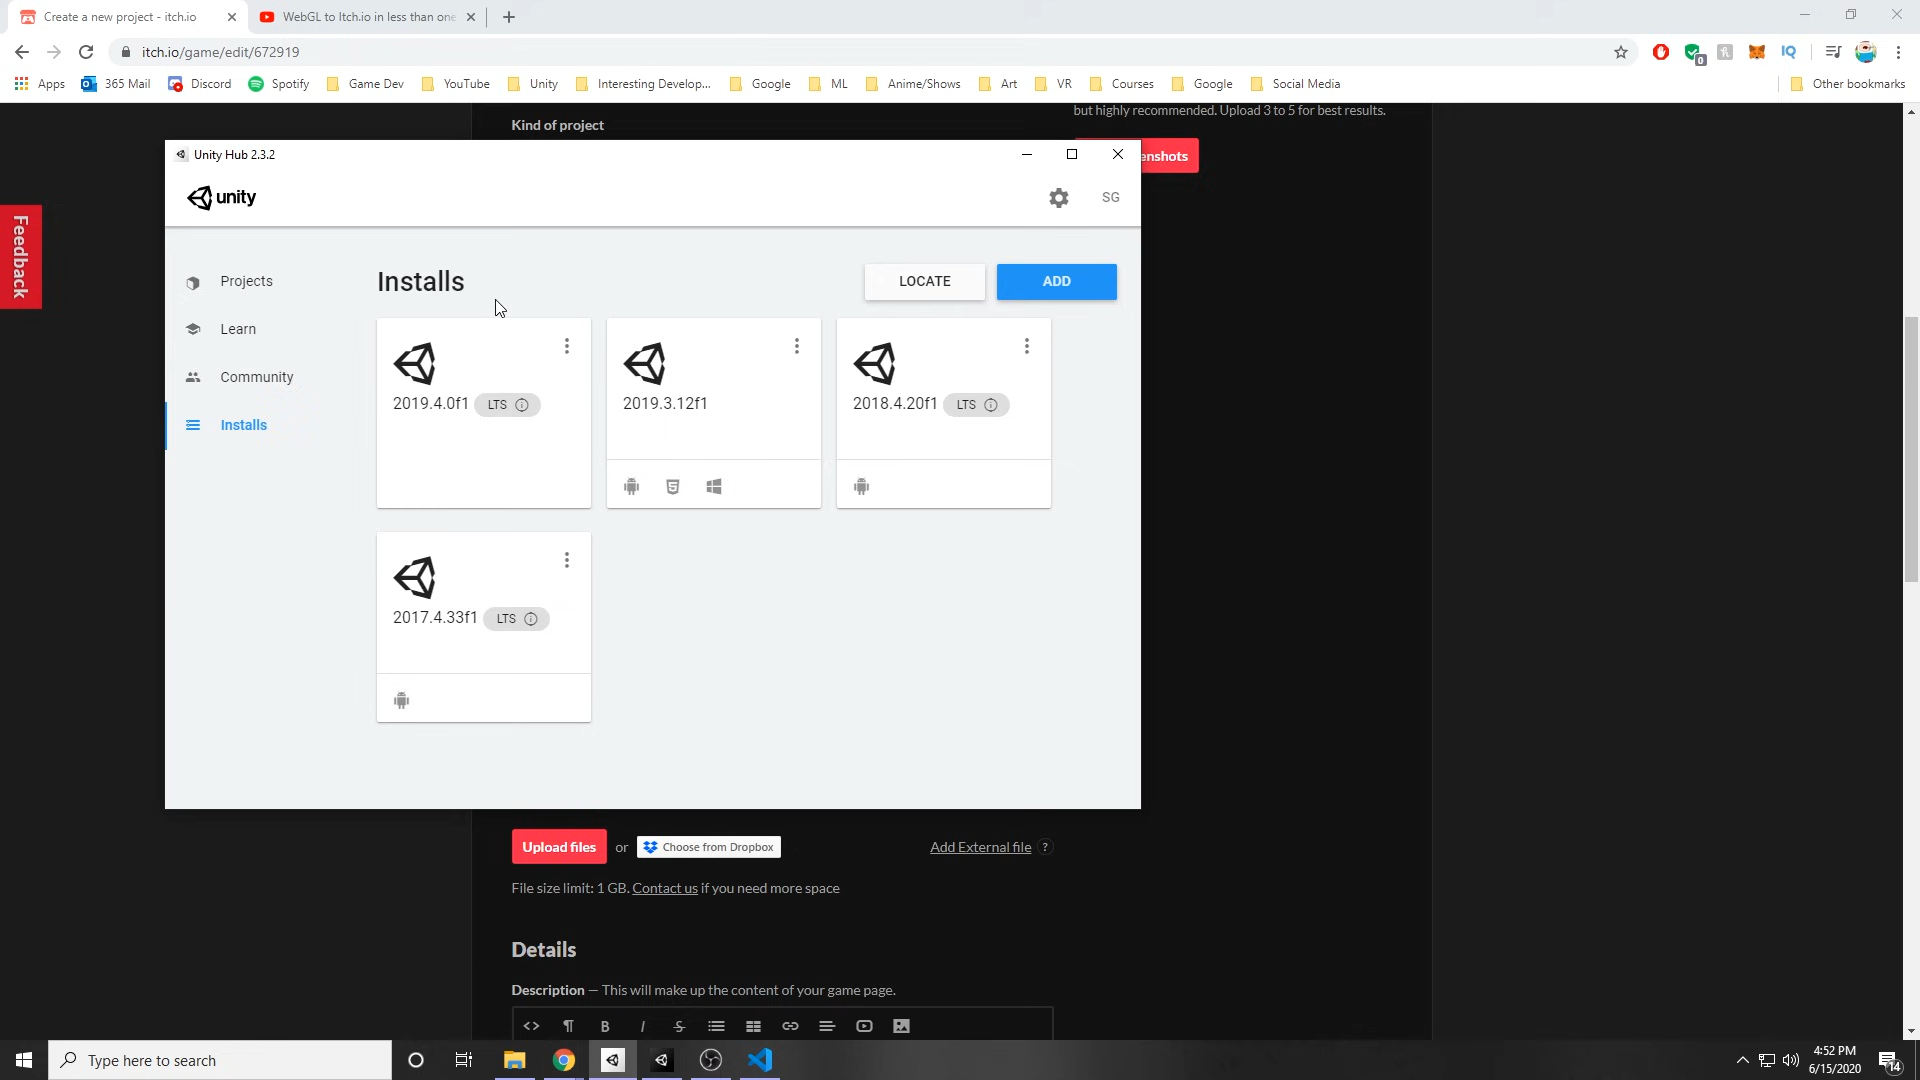 Create a new project - itch.io
WebGL to Itch.io in less than one
itch.io/game/edit/672919
0
IQ
Apps
365 Mail
Discord
Spotify
Game Dev
YouTube
Unity
Interesting Develop...
Google
ML
Anime/Shows
Art
VR
Courses
Google
Social Media
Other bookmarks
Kind of project
but highly recommended. Upload 3 to 5 for best results.
enshots
Feedback
Unity Hub 2.3.2
unity
SG
Projects
Learn
Community
Installs
Installs
LOCATE
ADD
2019.4.0f1 LTS
2019.3.12f1
2018.4.20f1 LTS
2017.4.33f1 LTS
Upload files or Choose from Dropbox
Add External file ?
File size limit: 1 GB. Contact us if you need more space
Details
Description — This will make up the content of your game page.
B I S
Type here to search
4:52 PM
6/15/2020
14